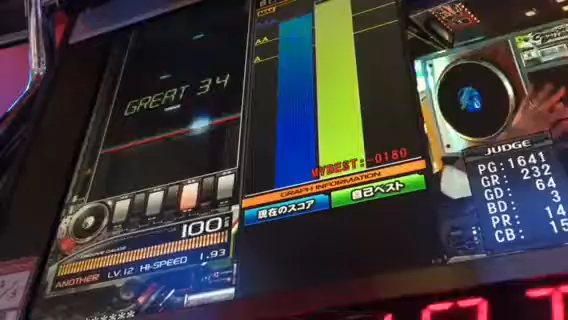 GREAT 34
AAA
AA
A
MYBEST:-0180
GRAPH INFORMATION
現在のスコア
自己ベスト
100
GROOVE GAUGE
ANOTHER LV.12 HI-SPEED 1.93
JUDGE
PG:1641
GR: 232
GD: 64
BD: 3
PR: 14
CB: 15